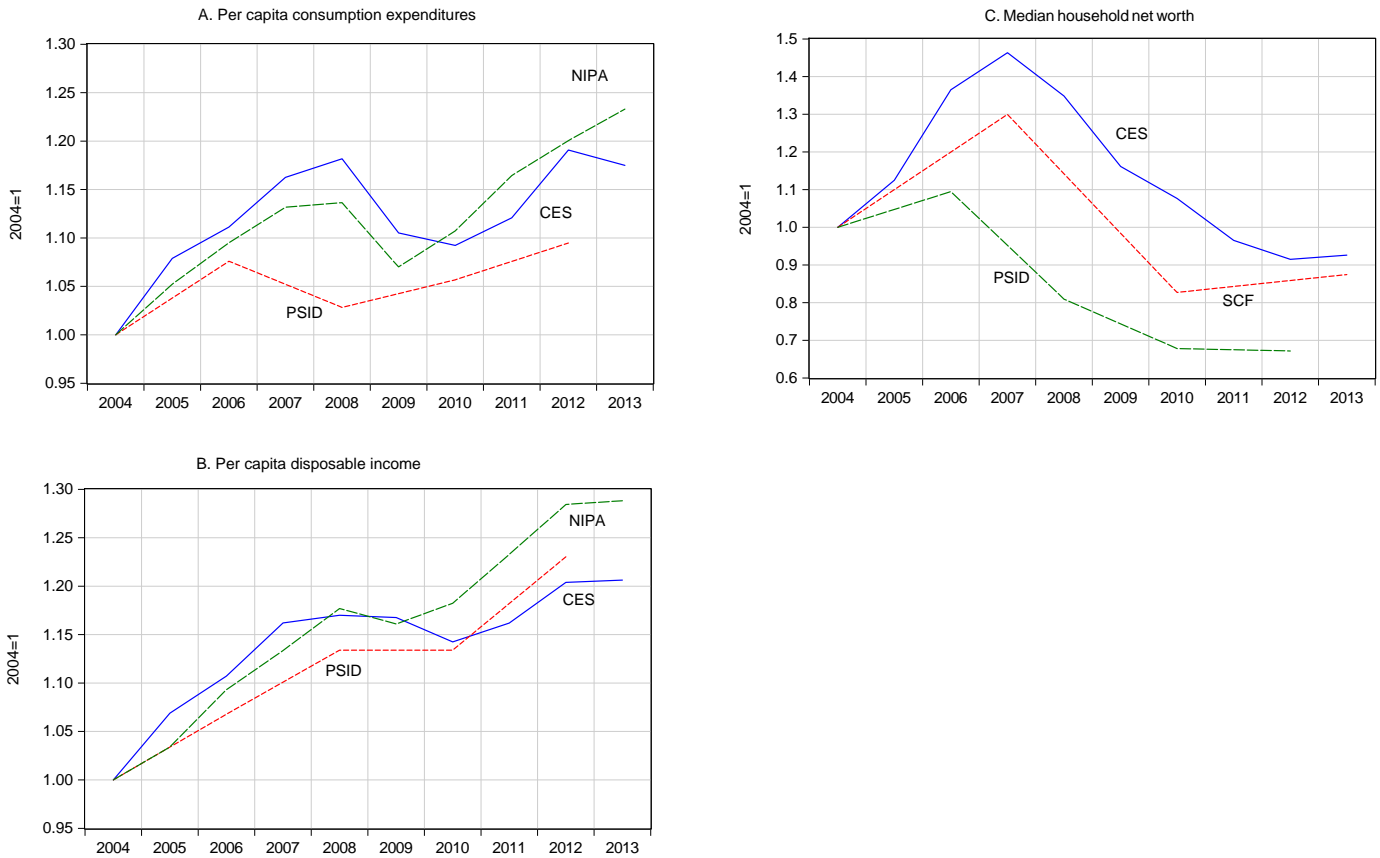 A. Per capita consumption expenditures
1.30
1.25
1.20
1.15
1.10
1.05
1.00
0.95
2004=1
NIPA
CES
PSID
2004 2005 2006 2007 2008 2009 2010 2011 2012 2013
C. Median household net worth
1.5
1.4
1.3
1.2
1.1
1.0
0.9
0.8
0.7
0.6
2004=1
CES
PSID
SCF
2004 2005 2006 2007 2008 2009 2010 2011 2012 2013
B. Per capita disposable income
1.30
1.25
1.20
1.15
1.10
1.05
1.00
0.95
2004=1
NIPA
CES
PSID
2004 2005 2006 2007 2008 2009 2010 2011 2012 2013